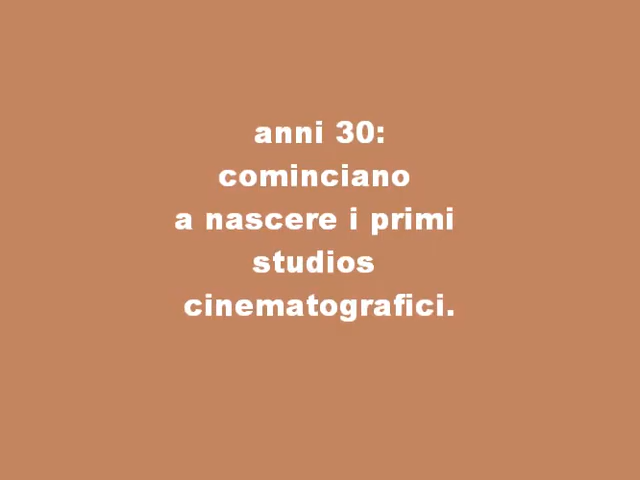 anni 30:
cominciano
a nascere i primi
studios
cinematografici.